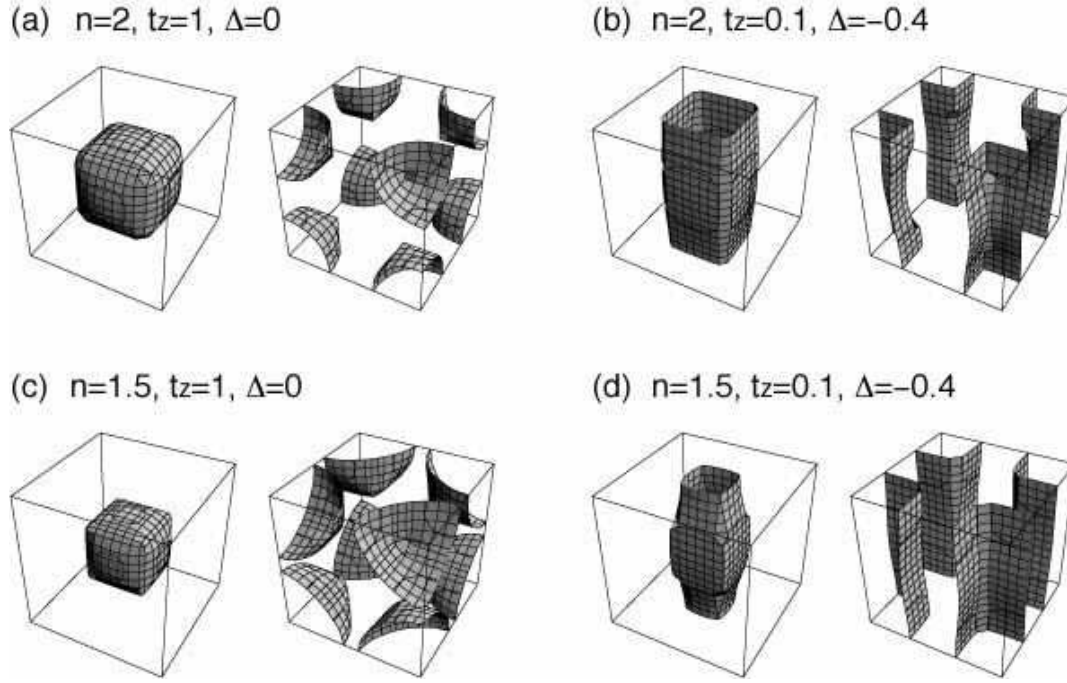 (a) n=2, tz=1, Δ=0
(b) n=2, tz=0.1, Δ=−0.4
(c) n=1.5, tz=1, Δ=0
(d) n=1.5, tz=0.1, Δ=−0.4